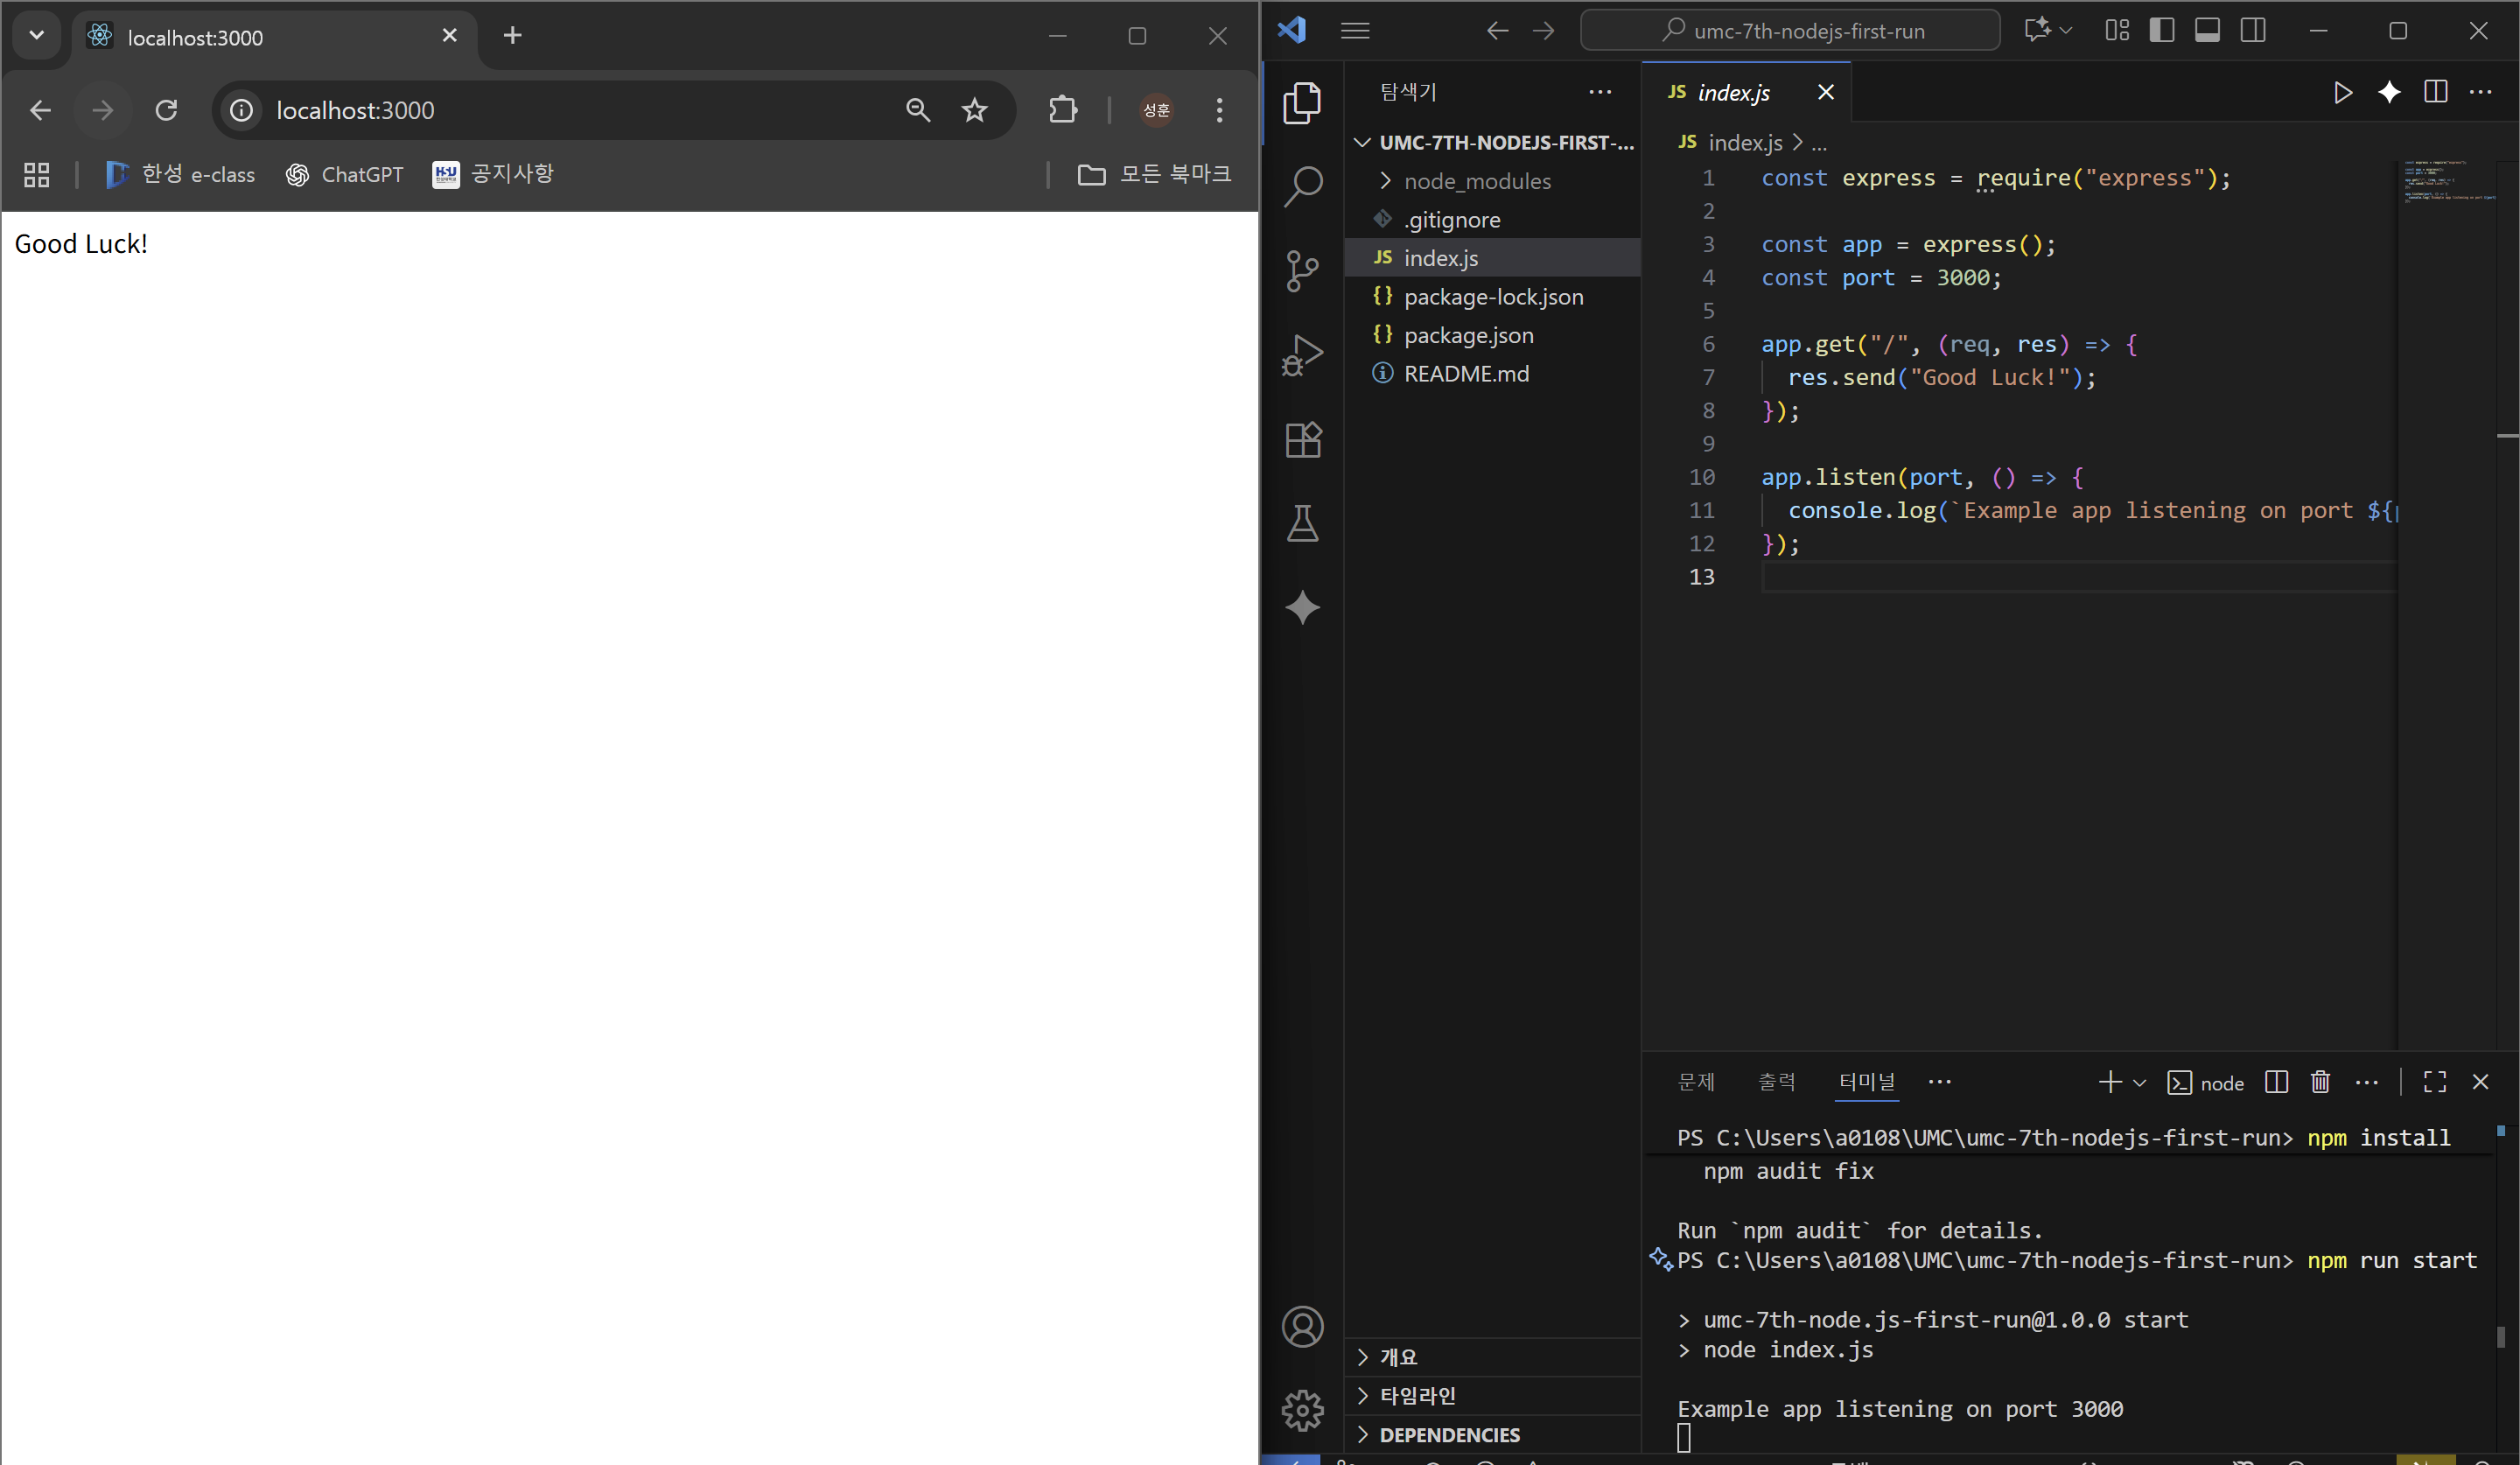 localhost:3000
localhost:3000
성훈
한성 e-class
ChatGPT
HSU
공지사항
모든 북마크
Good Luck!
umc-7th-nodejs-first-run
탐색기
UMC-7TH-NODEJS-FIRST-...
node_modules
.gitignore
JS index.js
{} package-lock.json
{} package.json
README.md
개요
타임라인
DEPENDENCIES
JS index.js
JS index.js > ...
1 const express = require("express");
2
3 const app = express();
4 const port = 3000;
5
6 app.get("/", (req, res) => {
7 res.send("Good Luck!");
8 });
9
10 app.listen(port, () => {
11 console.log(`Example app listening on port ${
12 });
13
문제 출력 터미널 ... node
PS C:\Users\a0108\UMC\umc-7th-nodejs-first-run> npm install
npm audit fix
Run `npm audit` for details.
PS C:\Users\a0108\UMC\umc-7th-nodejs-first-run> npm run start
> umc-7th-node.js-first-run@1.0.0 start
> node index.js
Example app listening on port 3000